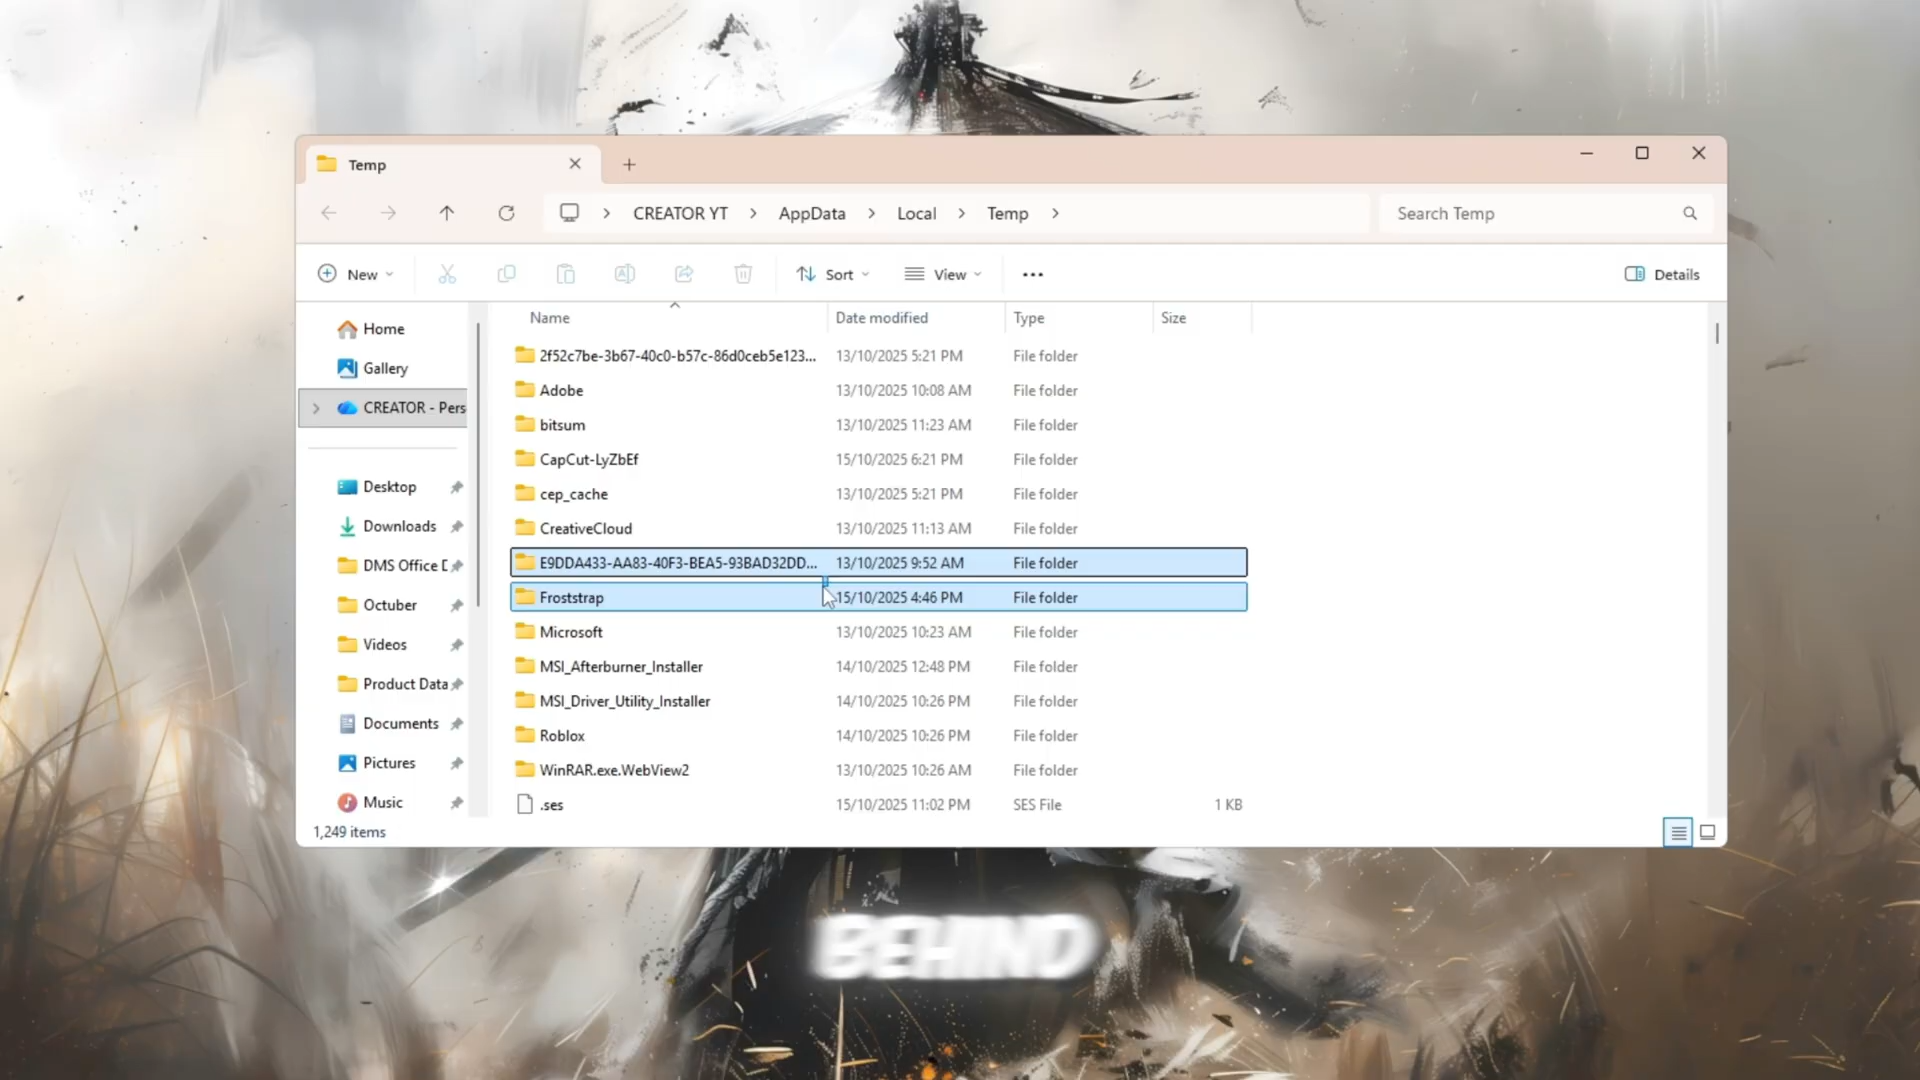 Temp
CREATOR YT > AppData > Local > Temp >
Search Temp
New
Sort
View
Details
Home
Gallery
CREATOR - Pers
Desktop
Downloads
DMS Office D
Octuber
Videos
Product Data
Documents
Pictures
Music
Name Date modified Type Size
2f52c7be-3b67-40c0-b57c-86d0ceb5e123... 13/10/2025 5:21 PM File folder
Adobe 13/10/2025 10:08 AM File folder
bitsum 13/10/2025 11:23 AM File folder
CapCut-LyZbEf 15/10/2025 6:21 PM File folder
cep_cache 13/10/2025 5:21 PM File folder
CreativeCloud 13/10/2025 11:13 AM File folder
E9DDA433-AA83-40F3-BEA5-93BAD32DD... 13/10/2025 9:52 AM File folder
Froststrap 15/10/2025 4:46 PM File folder
Microsoft 13/10/2025 10:23 AM File folder
MSI_Afterburner_Installer 14/10/2025 12:48 PM File folder
MSI_Driver_Utility_Installer 14/10/2025 10:26 PM File folder
Roblox 14/10/2025 10:26 PM File folder
WinRAR.exe.WebView2 13/10/2025 10:26 AM File folder
.ses 15/10/2025 11:02 PM SES File 1 KB
1,249 items
BEHIND